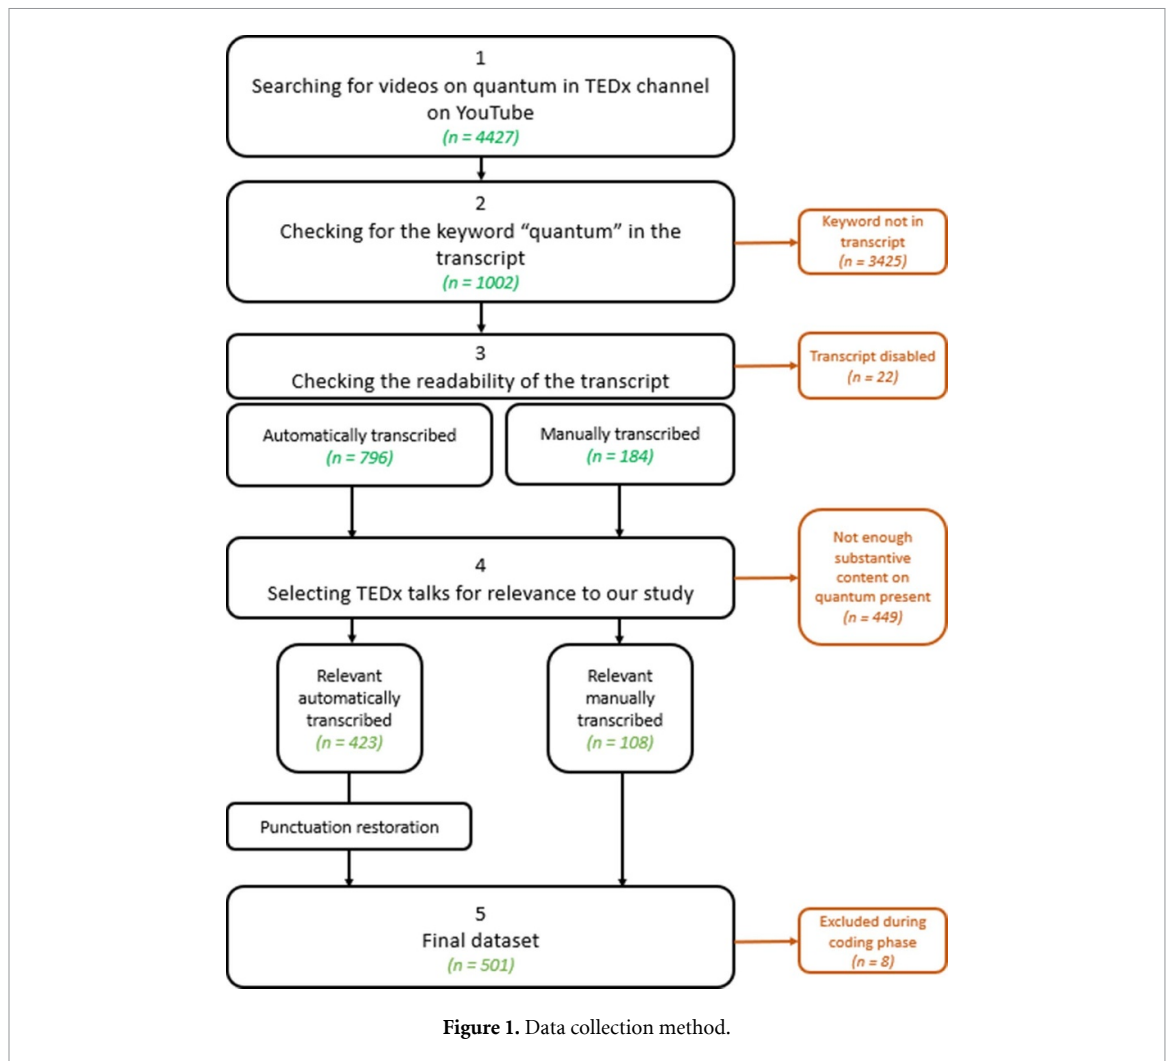 1
Searching for videos on quantum in TEDx channel
on YouTube
(n = 4427)
2
Checking for the keyword “quantum” in the
transcript
(n = 1002)
Keyword not in
transcript
(n = 3425)
3
Checking the readability of the transcript
Transcript disabled
(n = 22)
Automatically transcribed
(n = 796)
Manually transcribed
(n = 184)
4
Selecting TEDx talks for relevance to our study
Not enough
substantive
content on
quantum present
(n = 449)
Relevant
automatically
transcribed
(n = 423)
Relevant
manually
transcribed
(n = 108)
Punctuation restoration
5
Final dataset
(n = 501)
Excluded during
coding phase
(n = 8)
Figure 1. Data collection method.